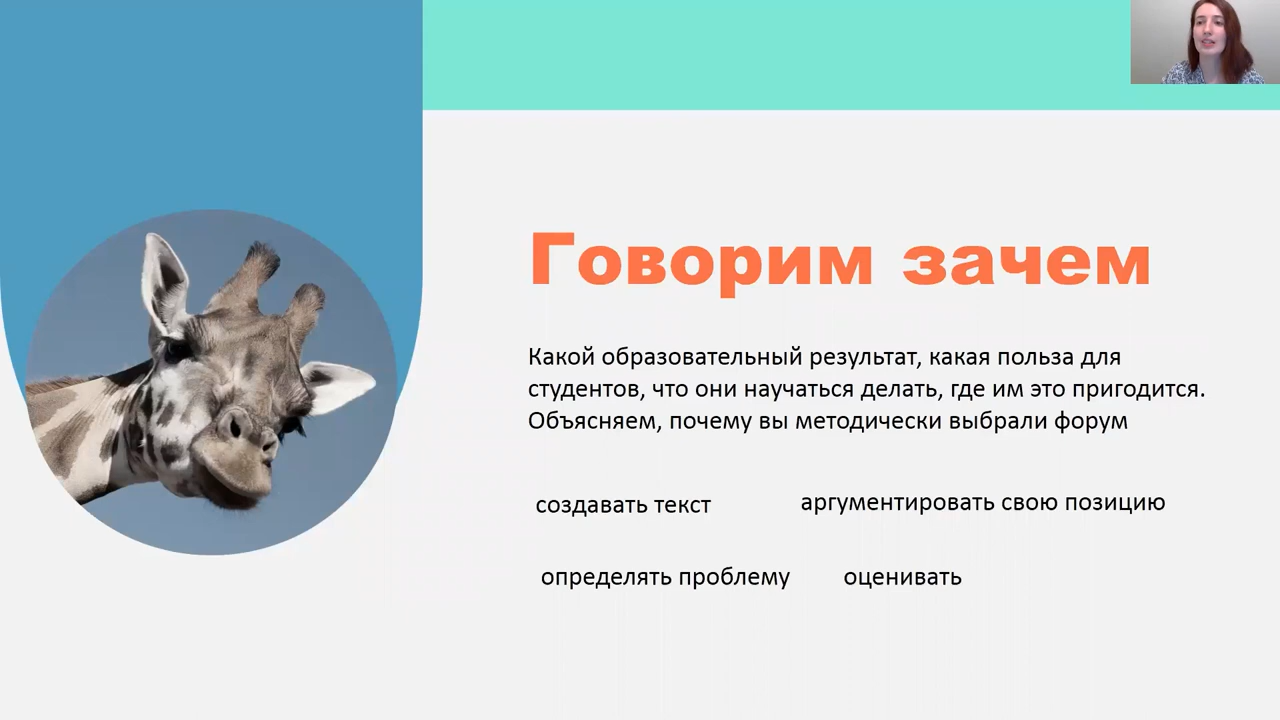 Говорим зачем
Какой образовательный результат, какая польза для
студентов, что они научаться делать, где им это пригодится.
Объясняем, почему вы методически выбрали форум
создавать текст
аргументировать свою позицию
определять проблему
оценивать